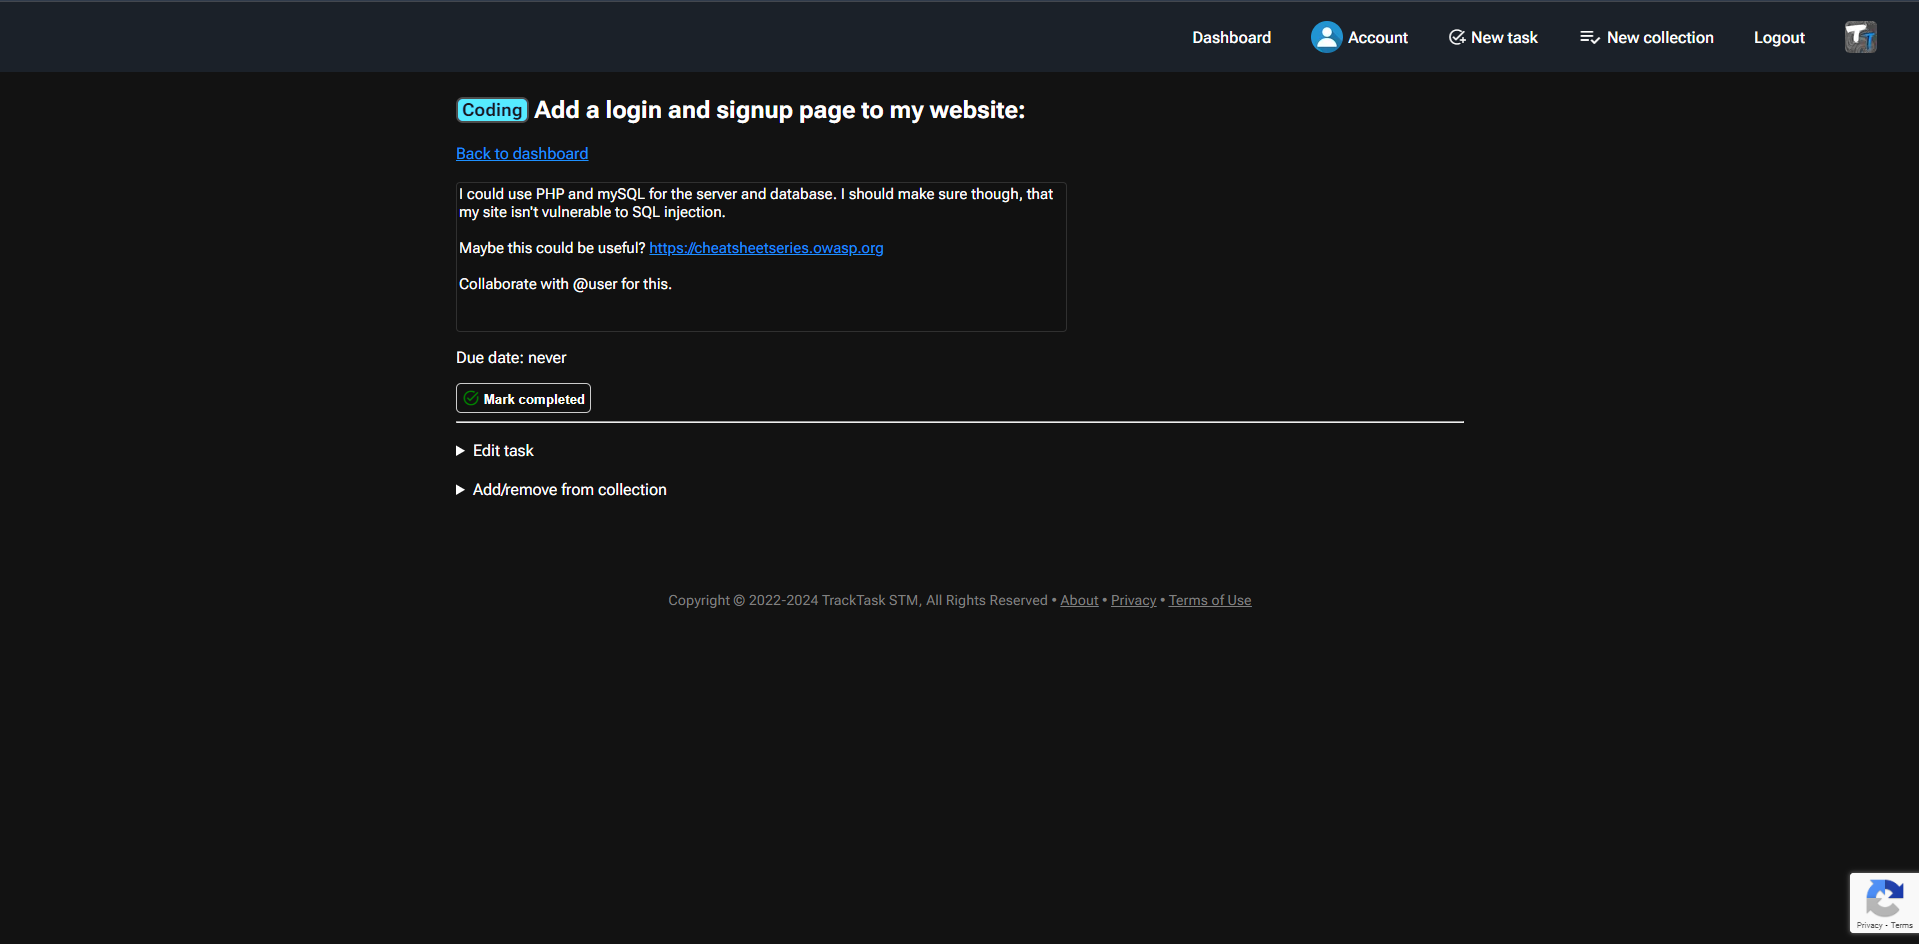 Dashboard
Account
New task
New collection
Logout
TT
Coding Add a login and signup page to my website:
Back to dashboard
I could use PHP and mySQL for the server and database. I should make sure though, that
my site isn't vulnerable to SQL injection.
Maybe this could be useful? https://cheatsheetseries.owasp.org
Collaborate with @user for this.
Due date: never
Mark completed
Edit task
Add/remove from collection
Copyright © 2022-2024 TrackTask STM, All Rights Reserved • About • Privacy • Terms of Use
Privacy - Terms